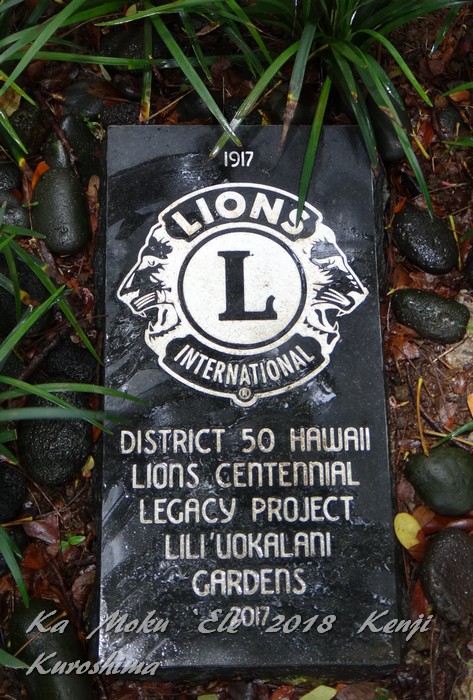 1917
LIONS
L
INTERNATIONAL
®
DISTRICT 50 HAWAII
LIONS CENTENNIAL
LEGACY PROJECT
LILI'UOKALANI
GARDENS
2017
Ka Moku Ele 2018 Kenji
Kuroshima